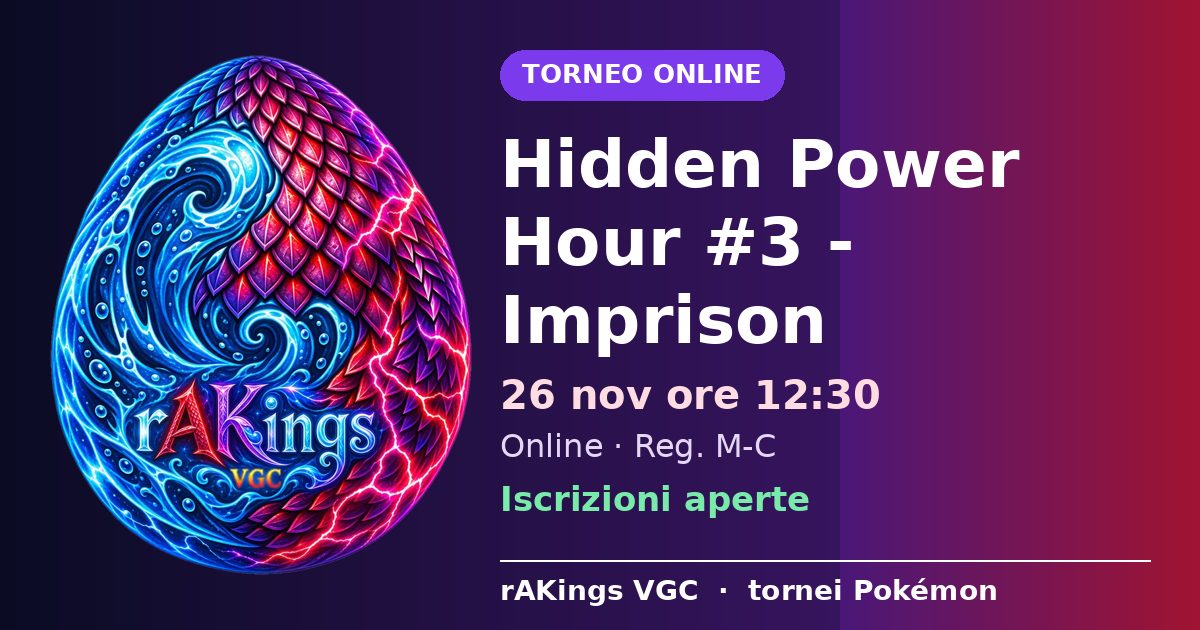 TORNEO ONLINE
Hidden Power
Hour #3 -
Imprison
26 nov ore 12:30
Online · Reg. M-C
Iscrizioni aperte
rAKings
VGC
rAKings VGC · tornei Pokémon